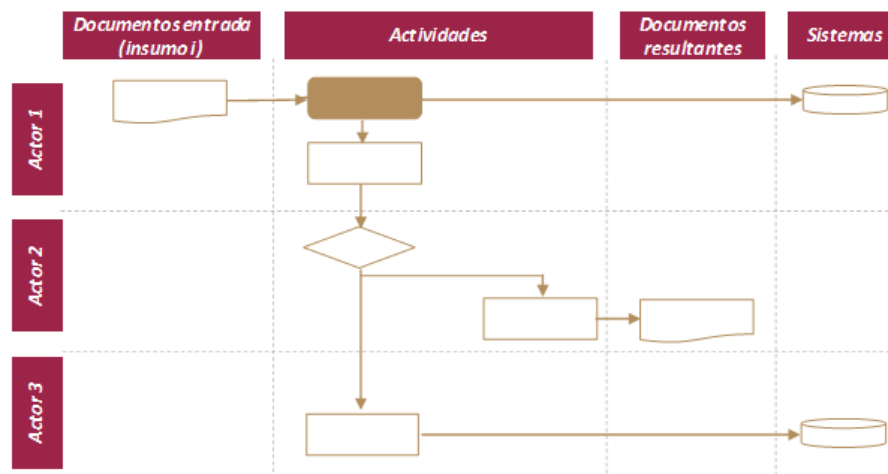 Documentos entrada
(insumo i)
Actividades
Documentos
resultantes
Sistemas
Actor 1
Actor 2
Actor 3